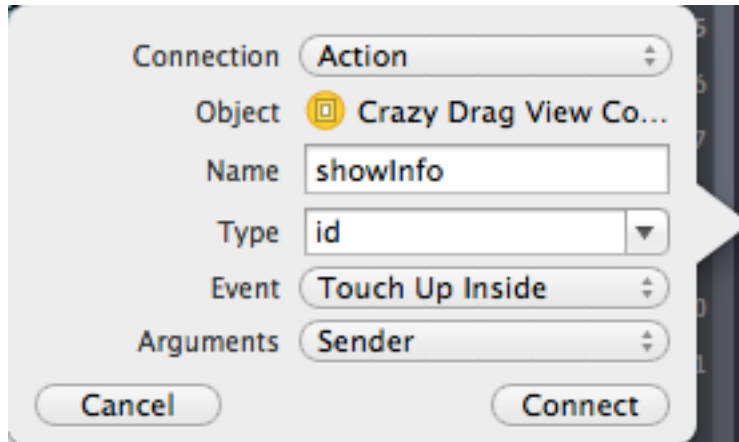 Connection Action
Object Crazy Drag View Co...
Name showInfo
Type id
Event Touch Up Inside
Arguments Sender
Cancel Connect